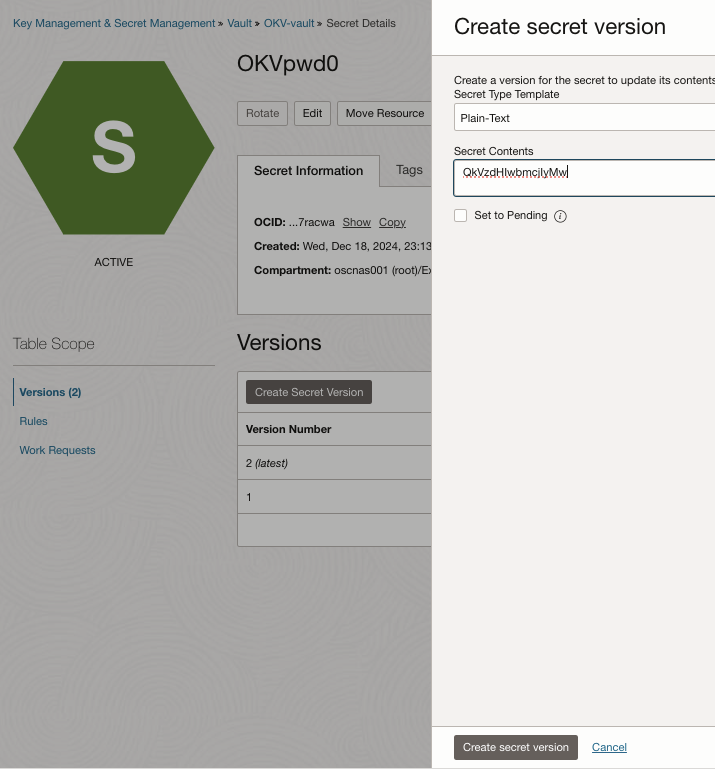 Key Management & Secret Management » Vault » OKV-vault » Secret Details
S
ACTIVE
Table Scope
Versions (2)
Rules
Work Requests
OKVpwd0
Rotate Edit Move Resource
Secret Information Tags
OCID: ...7racwa Show Copy
Created: Wed, Dec 18, 2024, 23:13
Compartment: oscnas001 (root)/Ex
Versions
Create Secret Version
Version Number
2 (latest)
1
Create secret version
Create a version for the secret to update its contents
Secret Type Template
Plain-Text
Secret Contents
Set to Pending i
Create secret version Cancel